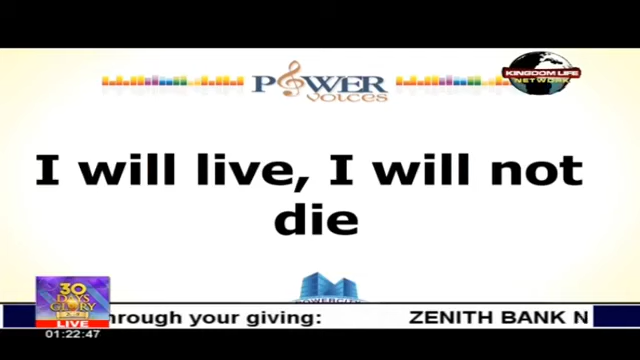 POWER
voices
KINGDOM LIFE
NETWORK
I will live, I will not
die
30
DAYS
GLORY
LIVE
01:22:47
POWERCITY
hrough your giving:
ZENITH BANK N